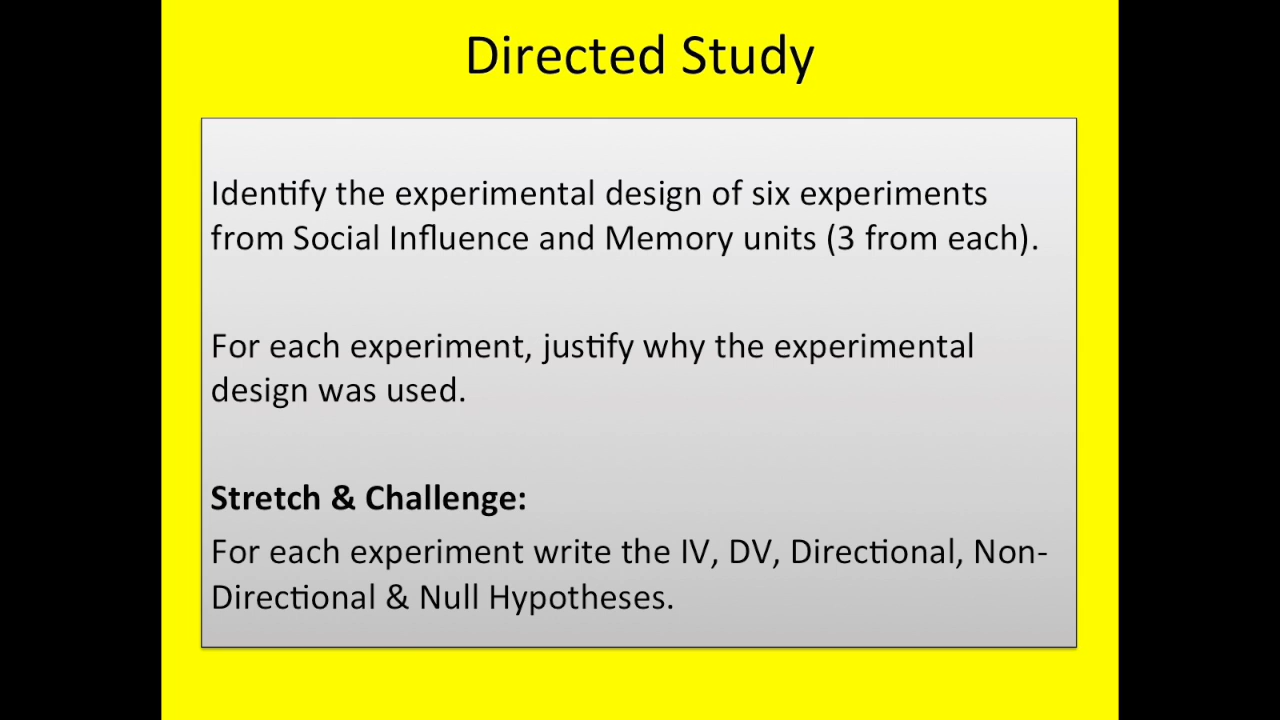 Directed Study
Identify the experimental design of six experiments
from Social Influence and Memory units (3 from each).
For each experiment, justify why the experimental
design was used.
Stretch & Challenge:
For each experiment write the IV, DV, Directional, Non-
Directional & Null Hypotheses.